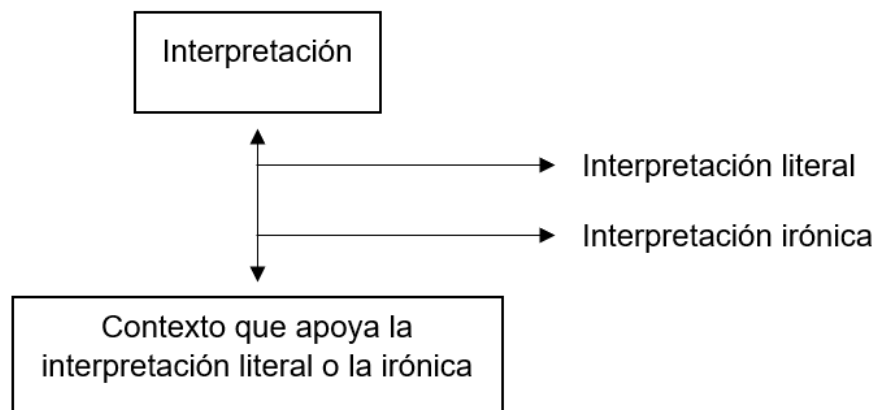 Interpretación
Interpretación literal
Interpretación irónica
Contexto que apoya la
interpretación literal o la irónica